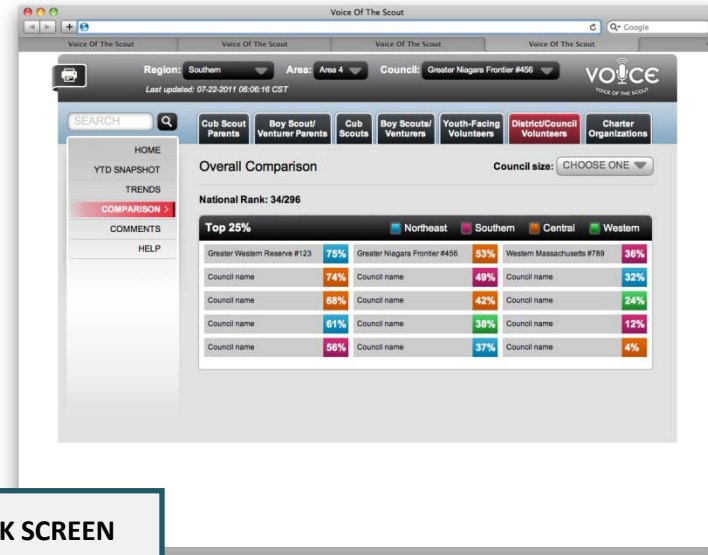 Voice Of The Scout
Google
Voice Of The Scout Voice Of The Scout Voice Of The Scout Voice Of The Scout
Region: Southern Area: Area 4 Council: Greater Niagara Frontier #456
Last updated: 07-22-2011 06:06:16 CST
VOICE
VOICE OF THE SCOUT
SEARCH
Cub Scout Parents
Boy Scout/ Venturer Parents
Cub Scouts
Boy Scouts/ Venturers
Youth-Facing Volunteers
District/Council Volunteers
Charter Organizations
HOME
YTD SNAPSHOT
TRENDS
COMPARISON >
COMMENTS
HELP
Overall Comparison
Council size: CHOOSE ONE
National Rank: 34/296
Top 25% Northeast Southern Central Western
Greater Western Reserve #123 75% Greater Niagara Frontier #456 53% Western Massachusetts #789 36%
Council name 74% Council name 49% Council name 32%
Council name 68% Council name 42% Council name 24%
Council name 61% Council name 38% Council name 12%
Council name 56% Council name 37% Council name 4%
K SCREEN